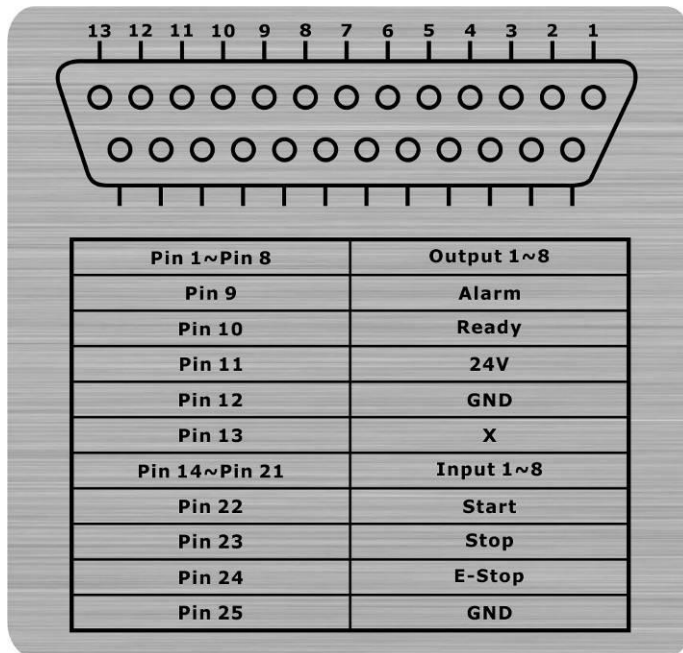 13 12 11 10 9 8 7 6 5 4 3 2 1
Pin 1~Pin 8 Output 1~8
Pin 9 Alarm
Pin 10 Ready
Pin 11 24V
Pin 12 GND
Pin 13 X
Pin 14~Pin 21 Input 1~8
Pin 22 Start
Pin 23 Stop
Pin 24 E-Stop
Pin 25 GND